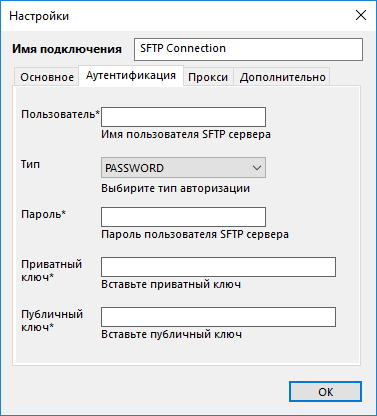 Настройки
Имя подключения SFTP Connection
Основное Аутентификация Прокси Дополнительно
Пользователь*
Имя пользователя SFTP сервера
Тип PASSWORD
Выбирите тип авторизации
Пароль*
Пароль пользователя SFTP сервера
Приватный
ключ*
Вставьте приватный ключ
Публичный
ключ*
Вставьте публичный ключ
OK